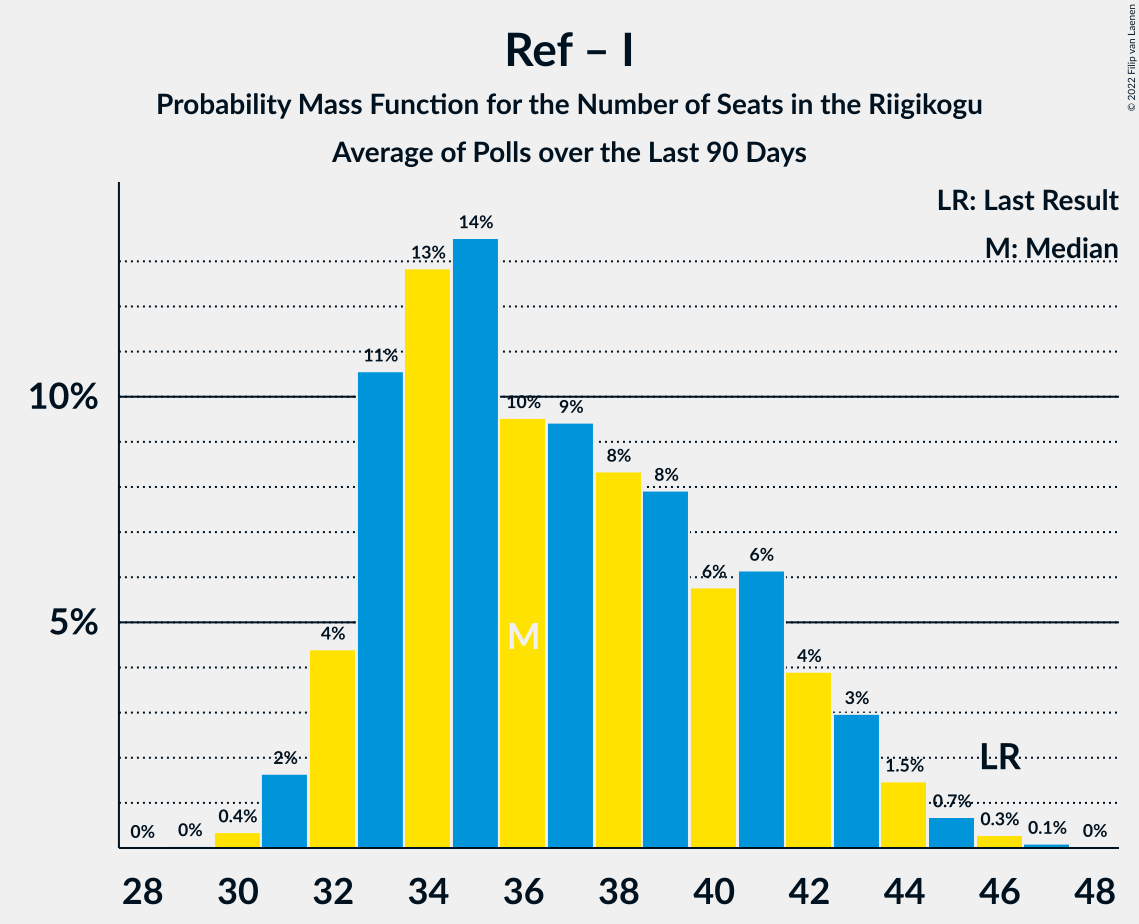 Ref – I
Probability Mass Function for the Number of Seats in the Riigikogu
Average of Polls over the Last 90 Days
© 2022 Filip van Laenen
LR: Last Result
M: Median
10%
5%
0%
0%
0.4%
2%
4%
11%
13%
14%
10%
9%
8%
8%
6%
6%
4%
3%
1.5%
0.7%
0.3%
0.1%
0%
M
LR
28 30 32 34 36 38 40 42 44 46 48